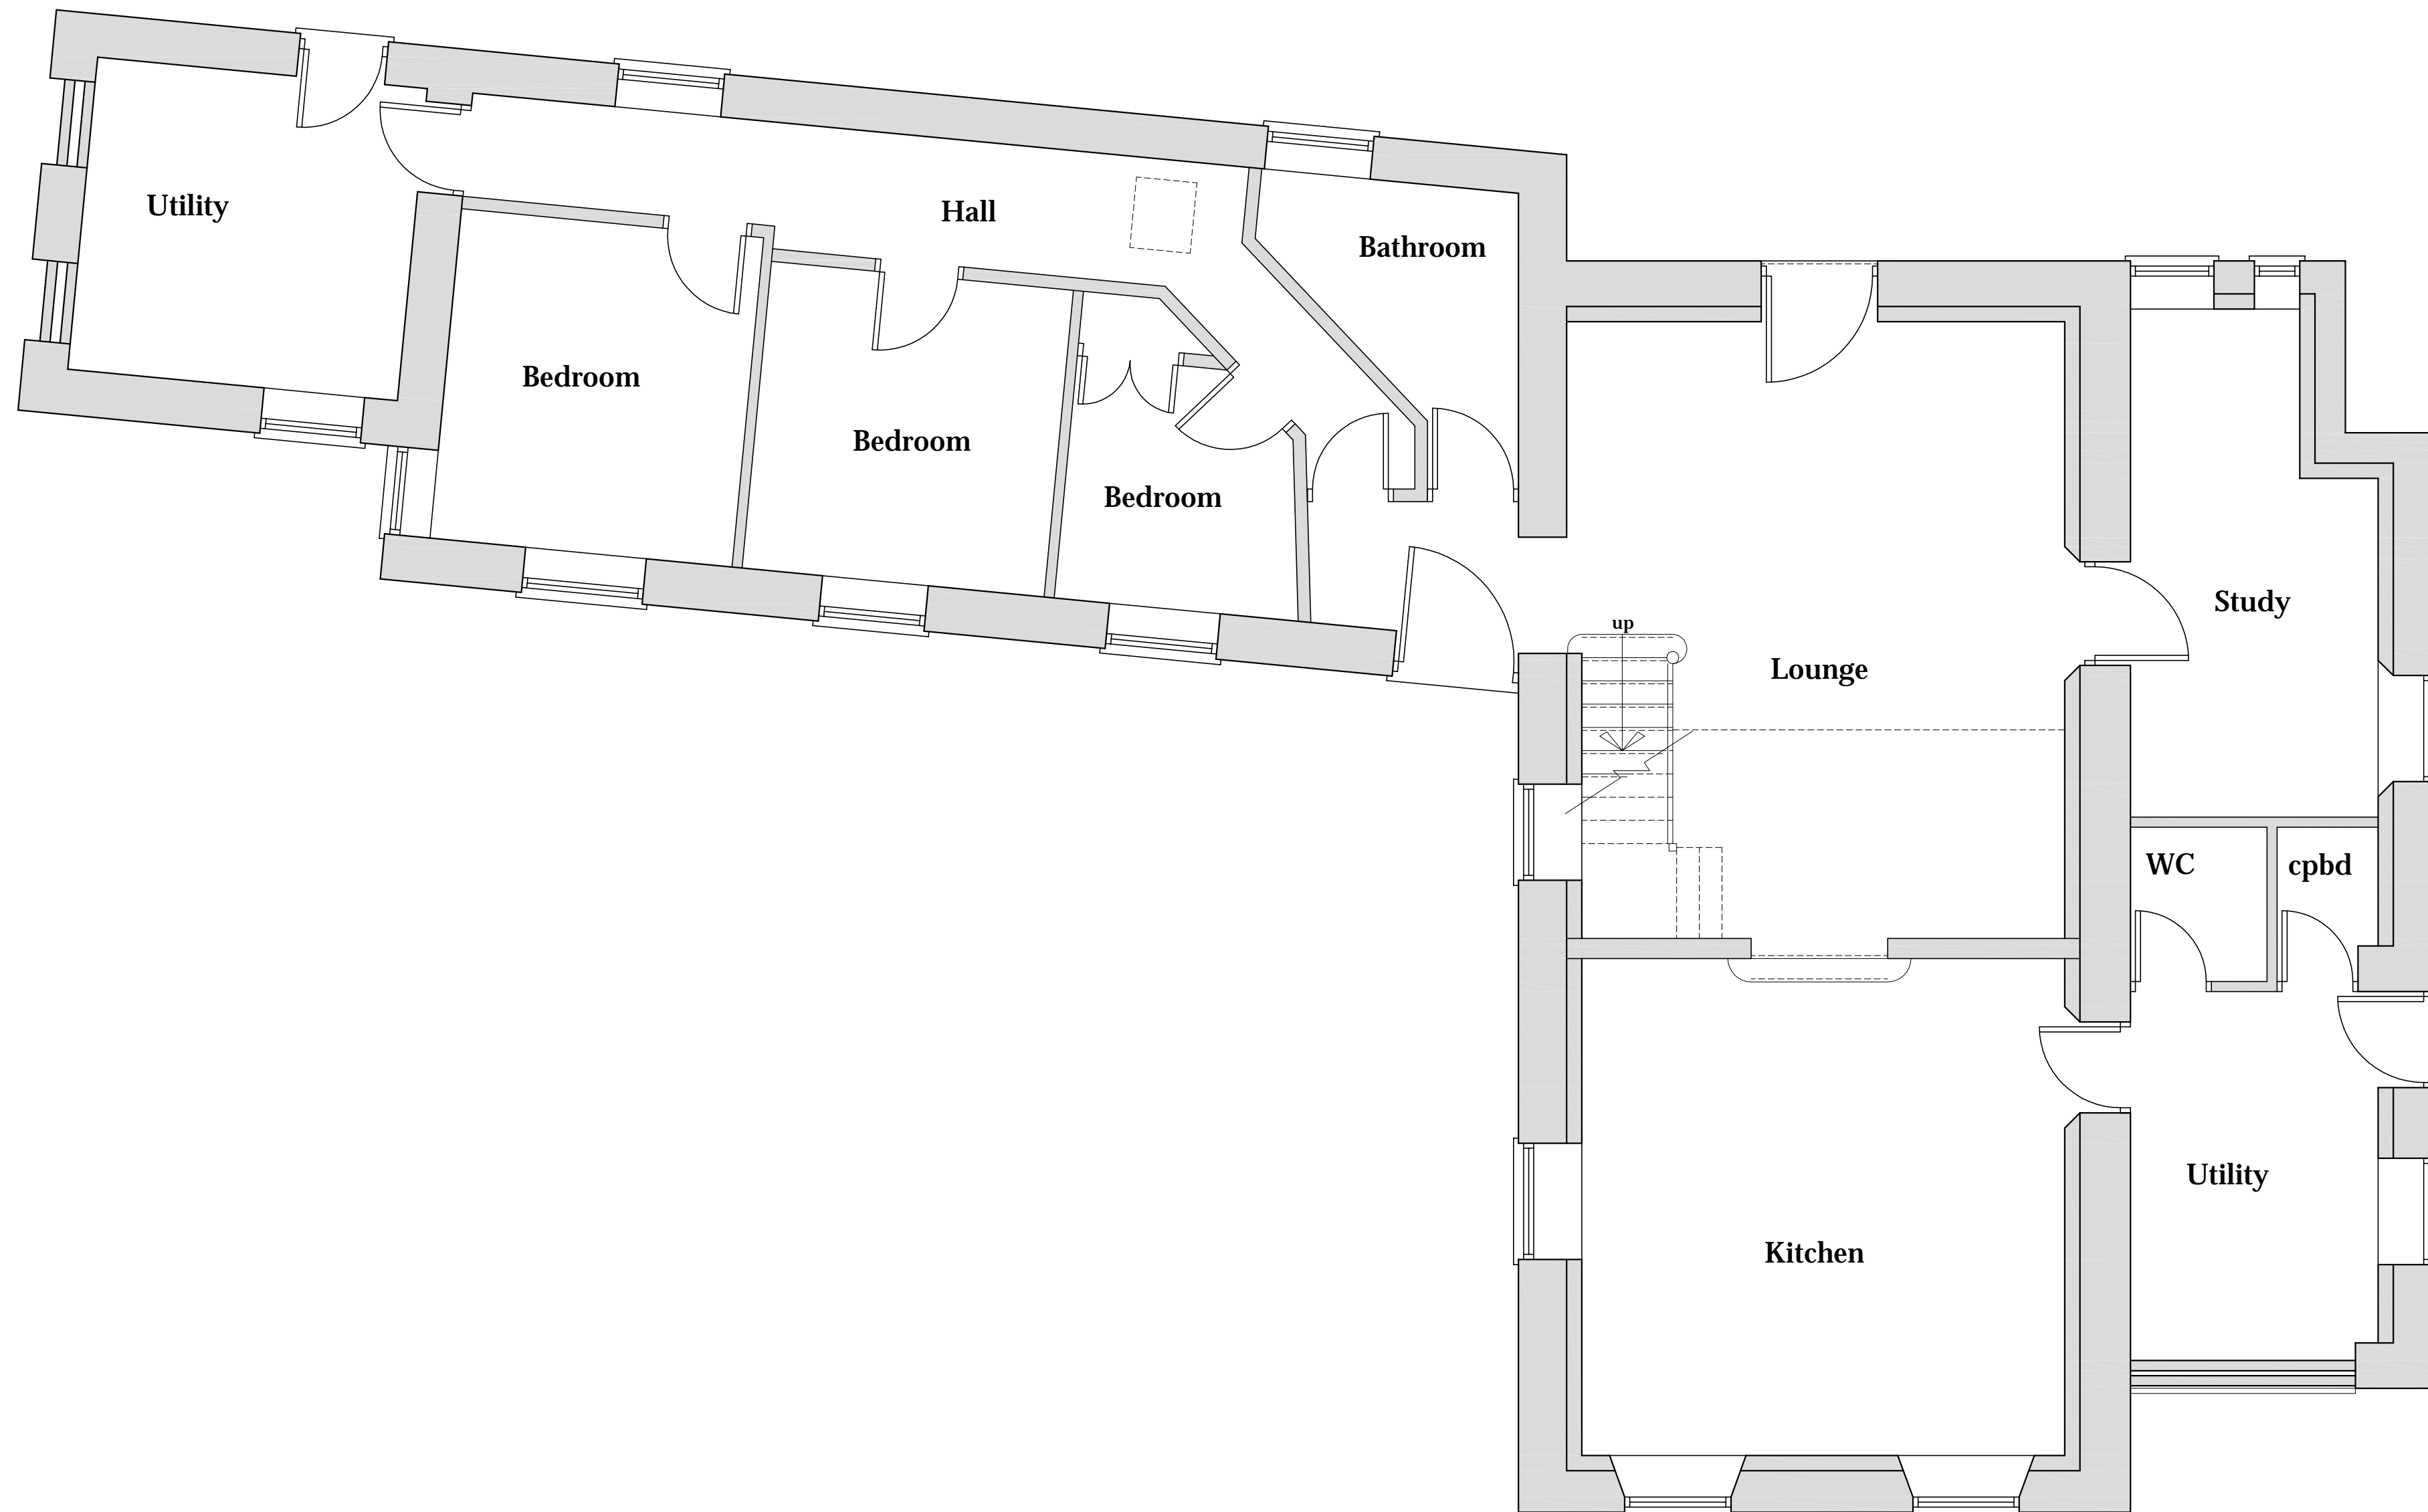 Utility
Hall
Bathroom
Bedroom
Bedroom
Bedroom
Study
up
Lounge
WC
cpbd
Utility
Kitchen